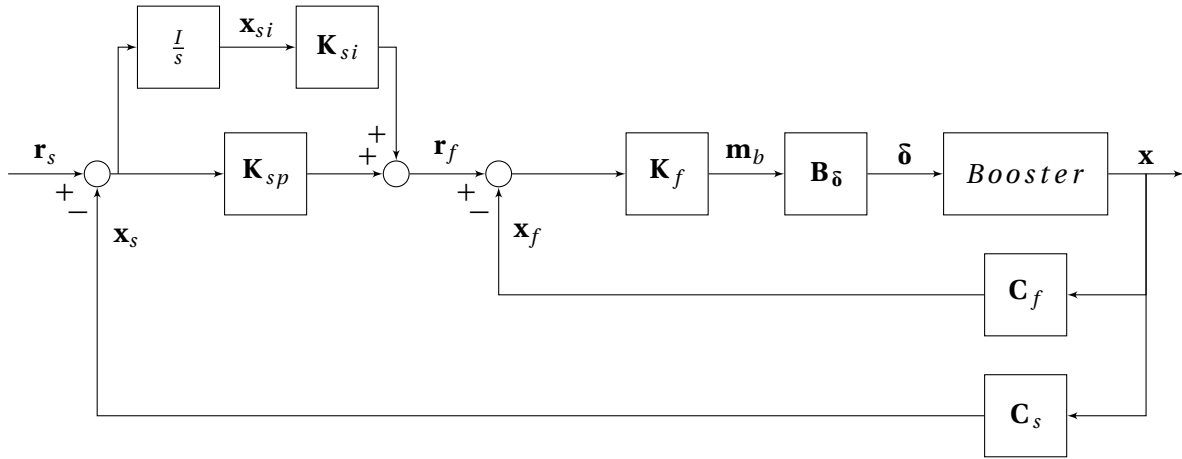 I/s
x_si
K_si
r_s
+
−
K_sp
+
+
r_f
+
−
K_f
m_b
B_δ
δ
Booster
x
x_s
x_f
C_f
C_s